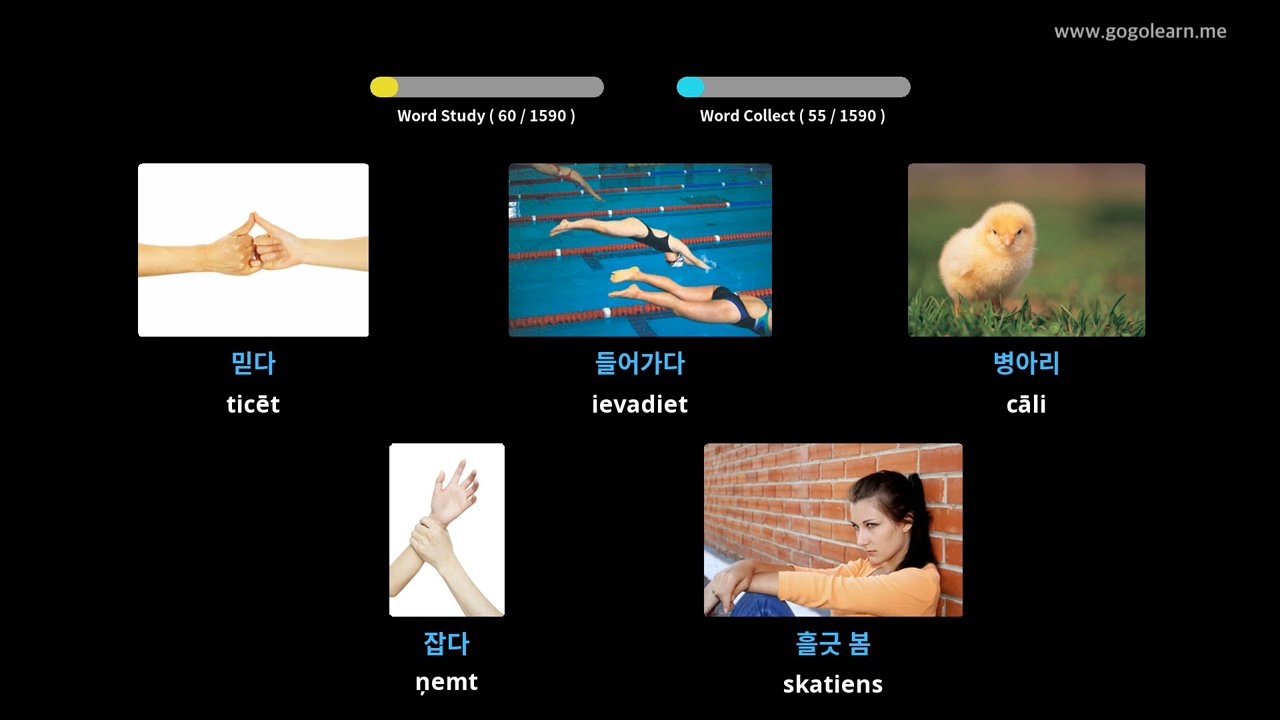 www.gogolearn.me
Word Study ( 60 / 1590 )
Word Collect ( 55 / 1590 )
믿다
들어가다
병아리
ticēt
ievadiet
cāli
잡다
흘긋 봄
ņemt
skatiens